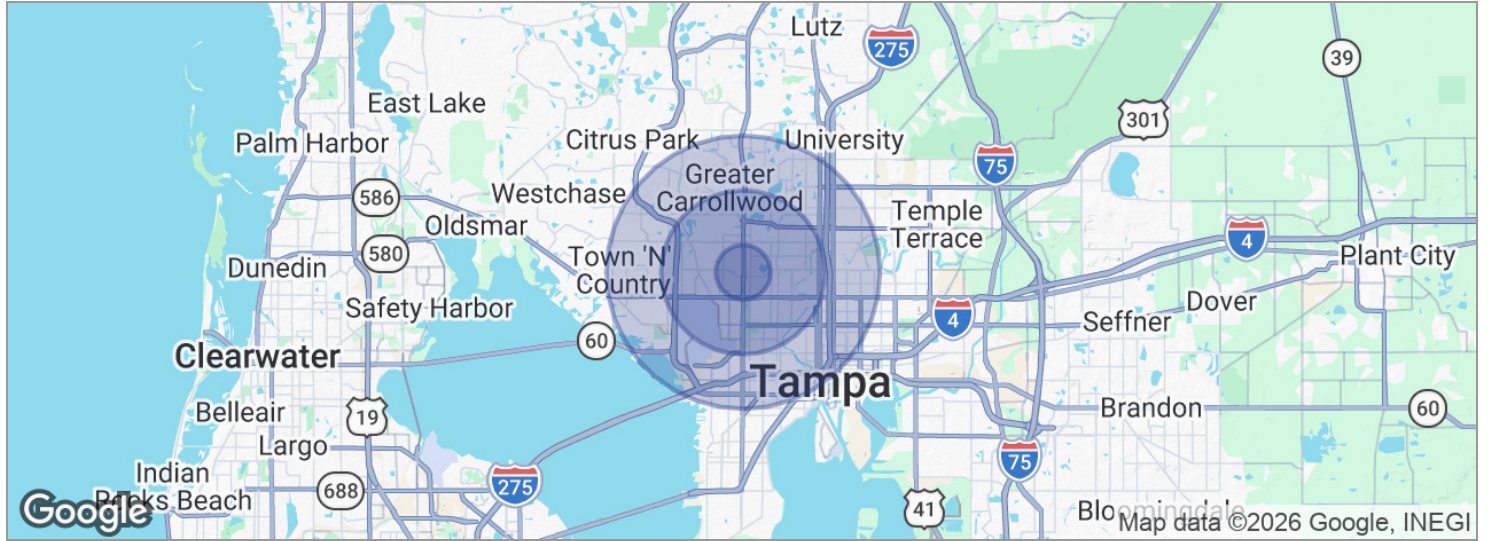 Lutz
275
39
East Lake
301
Palm Harbor
Citrus Park
University
75
Greater
Carrollwood
586
Westchase
Oldsmar
Temple
Terrace
4
580
Town 'N'
Country
Plant City
Dunedin
Safety Harbor
Dover
4
Seffner
60
Clearwater
Tampa
Belleair
19
Brandon
60
Largo
75
Indian
Rocks Beach
275
688
41
Bloomingdale
Google
Map data ©2026 Google, INEGI